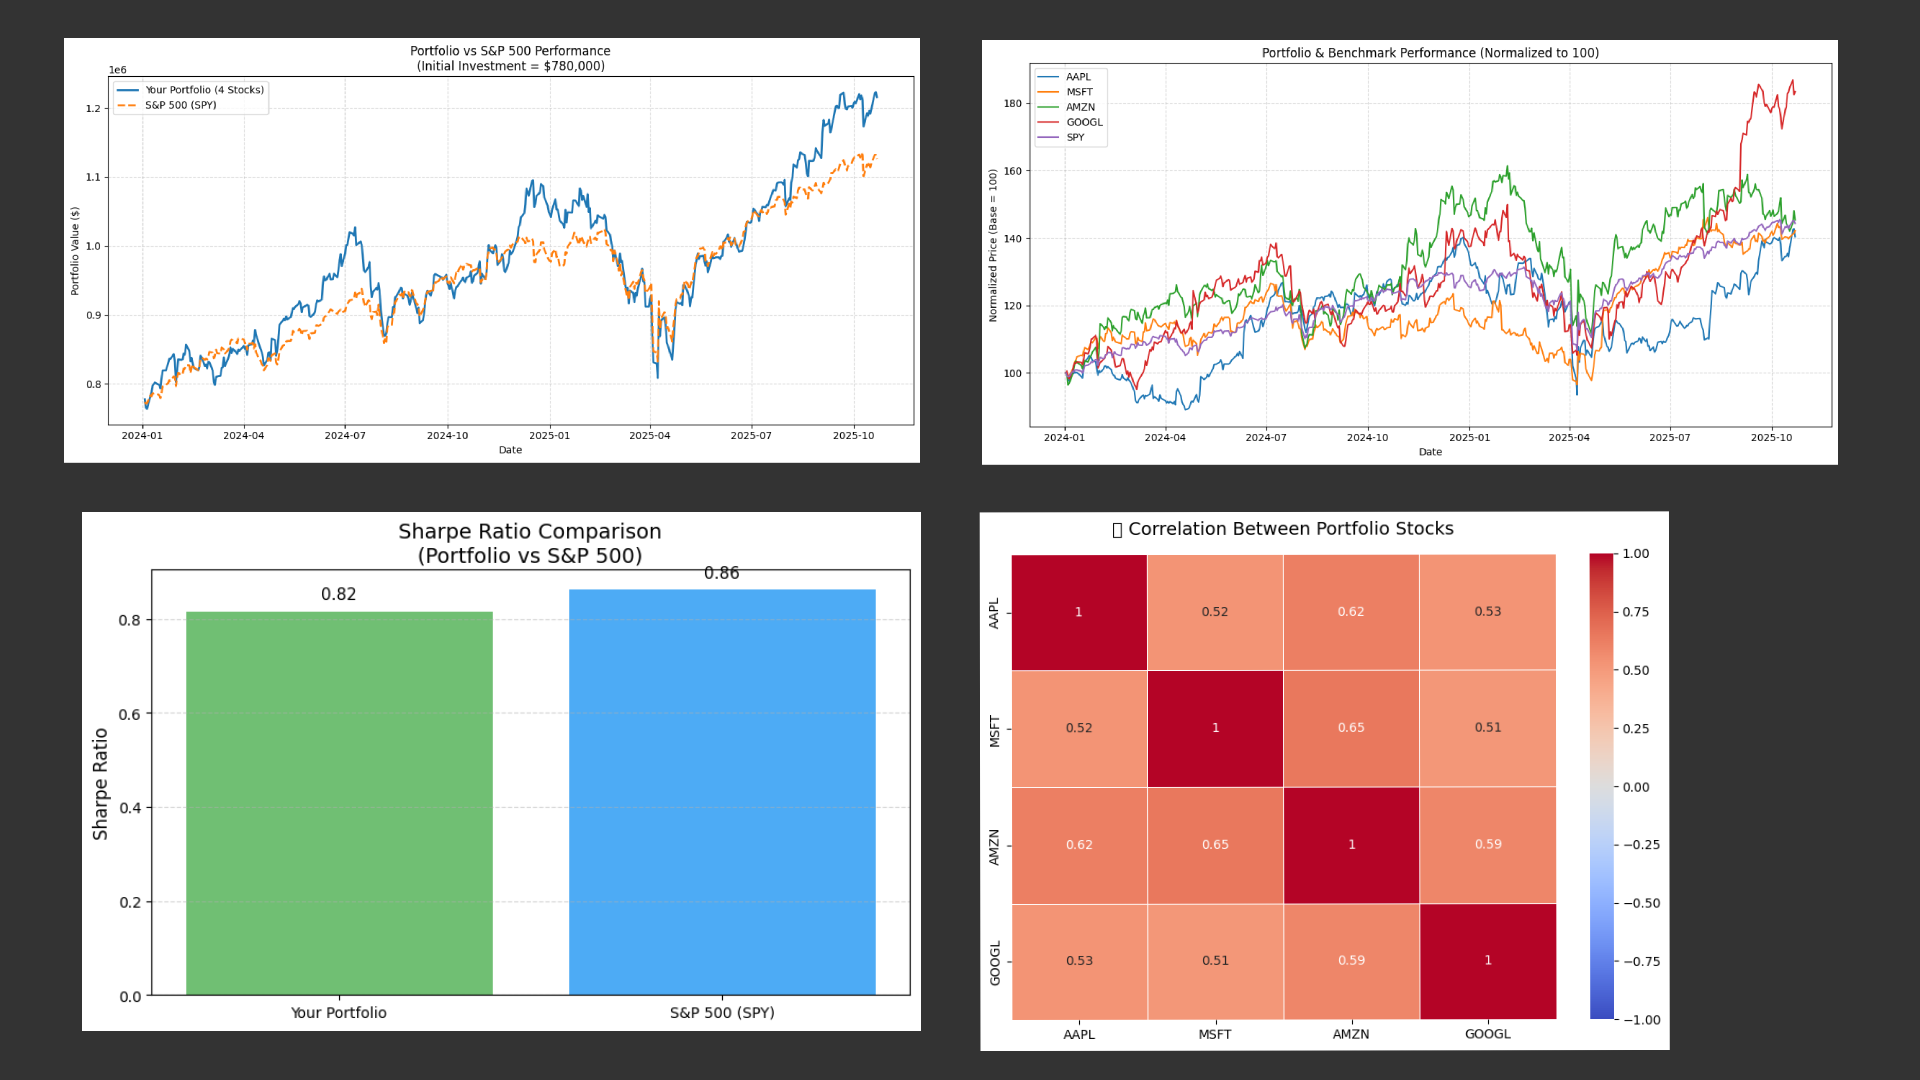 Portfolio vs S&P 500 Performance
(Initial Investment = $780,000)
1e6
Your Portfolio (4 Stocks)
S&P 500 (SPY)
Portfolio Value ($)
1.2
1.1
1.0
0.9
0.8
2024-01 2024-04 2024-07 2024-10 2025-01 2025-04 2025-07 2025-10
Date
Portfolio & Benchmark Performance (Normalized to 100)
AAPL
MSFT
AMZN
GOOGL
SPY
Normalized Price (Base = 100)
180
160
140
120
100
2024-01 2024-04 2024-07 2024-10 2025-01 2025-04 2025-07 2025-10
Date
Sharpe Ratio Comparison
(Portfolio vs S&P 500)
0.82 0.86
Sharpe Ratio
0.8
0.6
0.4
0.2
0.0
Your Portfolio S&P 500 (SPY)
Correlation Between Portfolio Stocks
AAPL 1 0.52 0.62 0.53
MSFT 0.52 1 0.65 0.51
AMZN 0.62 0.65 1 0.59
GOOGL 0.53 0.51 0.59 1
AAPL MSFT AMZN GOOGL
1.00
0.75
0.50
0.25
0.00
−0.25
−0.50
−0.75
−1.00